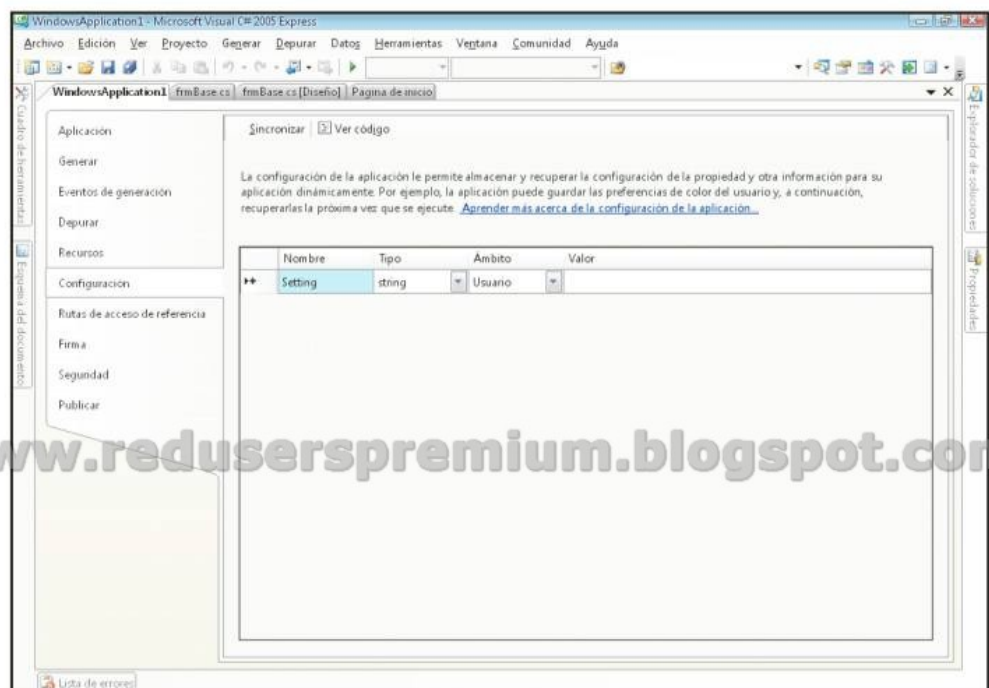 WindowsApplication1 - Microsoft Visual C# 2005 Express
Archivo Edición Ver Proyecto Generar Depurar Datos Herramientas Ventana Comunidad Ayuda
WindowsApplication1 frmBase.cs frmBase.cs [Diseño] Página de inicio
Cuadro de herramientas
Esquema del documento
Aplicación
Generar
Eventos de generación
Depurar
Recursos
Configuración
Rutas de acceso de referencia
Firma
Seguridad
Publicar
Sincronizar Ver código
La configuración de la aplicación le permite almacenar y recuperar la configuración de la propiedad y otra información para su
aplicación dinámicamente. Por ejemplo, la aplicación puede guardar las preferencias de color del usuario y, a continuación,
recuperarlas la próxima vez que se ejecute. Aprender más acerca de la configuración de la aplicación...
Nombre Tipo Ámbito Valor
Setting string Usuario
Explorador de soluciones
Propiedades
www.reduserspremium.blogspot.com
Lista de errores